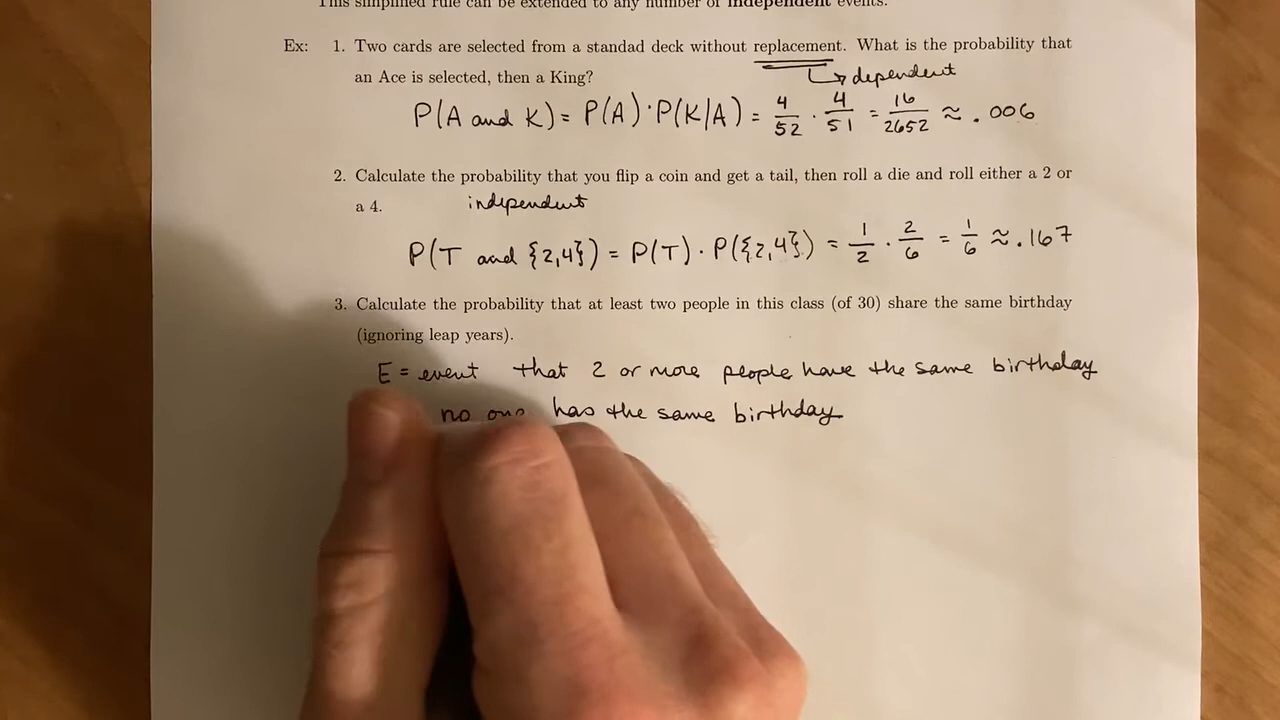 This simplified rule can be extended to any number of independent events.
Ex: 1. Two cards are selected from a standad deck without replacement. What is the probability that
an Ace is selected, then a King?
↳ dependent
P(A and K) = P(A) · P(K|A) = 4/52 · 4/51 = 16/2652 ≈ .006
2. Calculate the probability that you flip a coin and get a tail, then roll a die and roll either a 2 or
a 4.
independent
P(T and {2,4}) = P(T) · P({2,4}) = 1/2 · 2/6 = 1/6 ≈ .167
3. Calculate the probability that at least two people in this class (of 30) share the same birthday
(ignoring leap years).
E = event that 2 or more people have the same birthday
no one has the same birthday